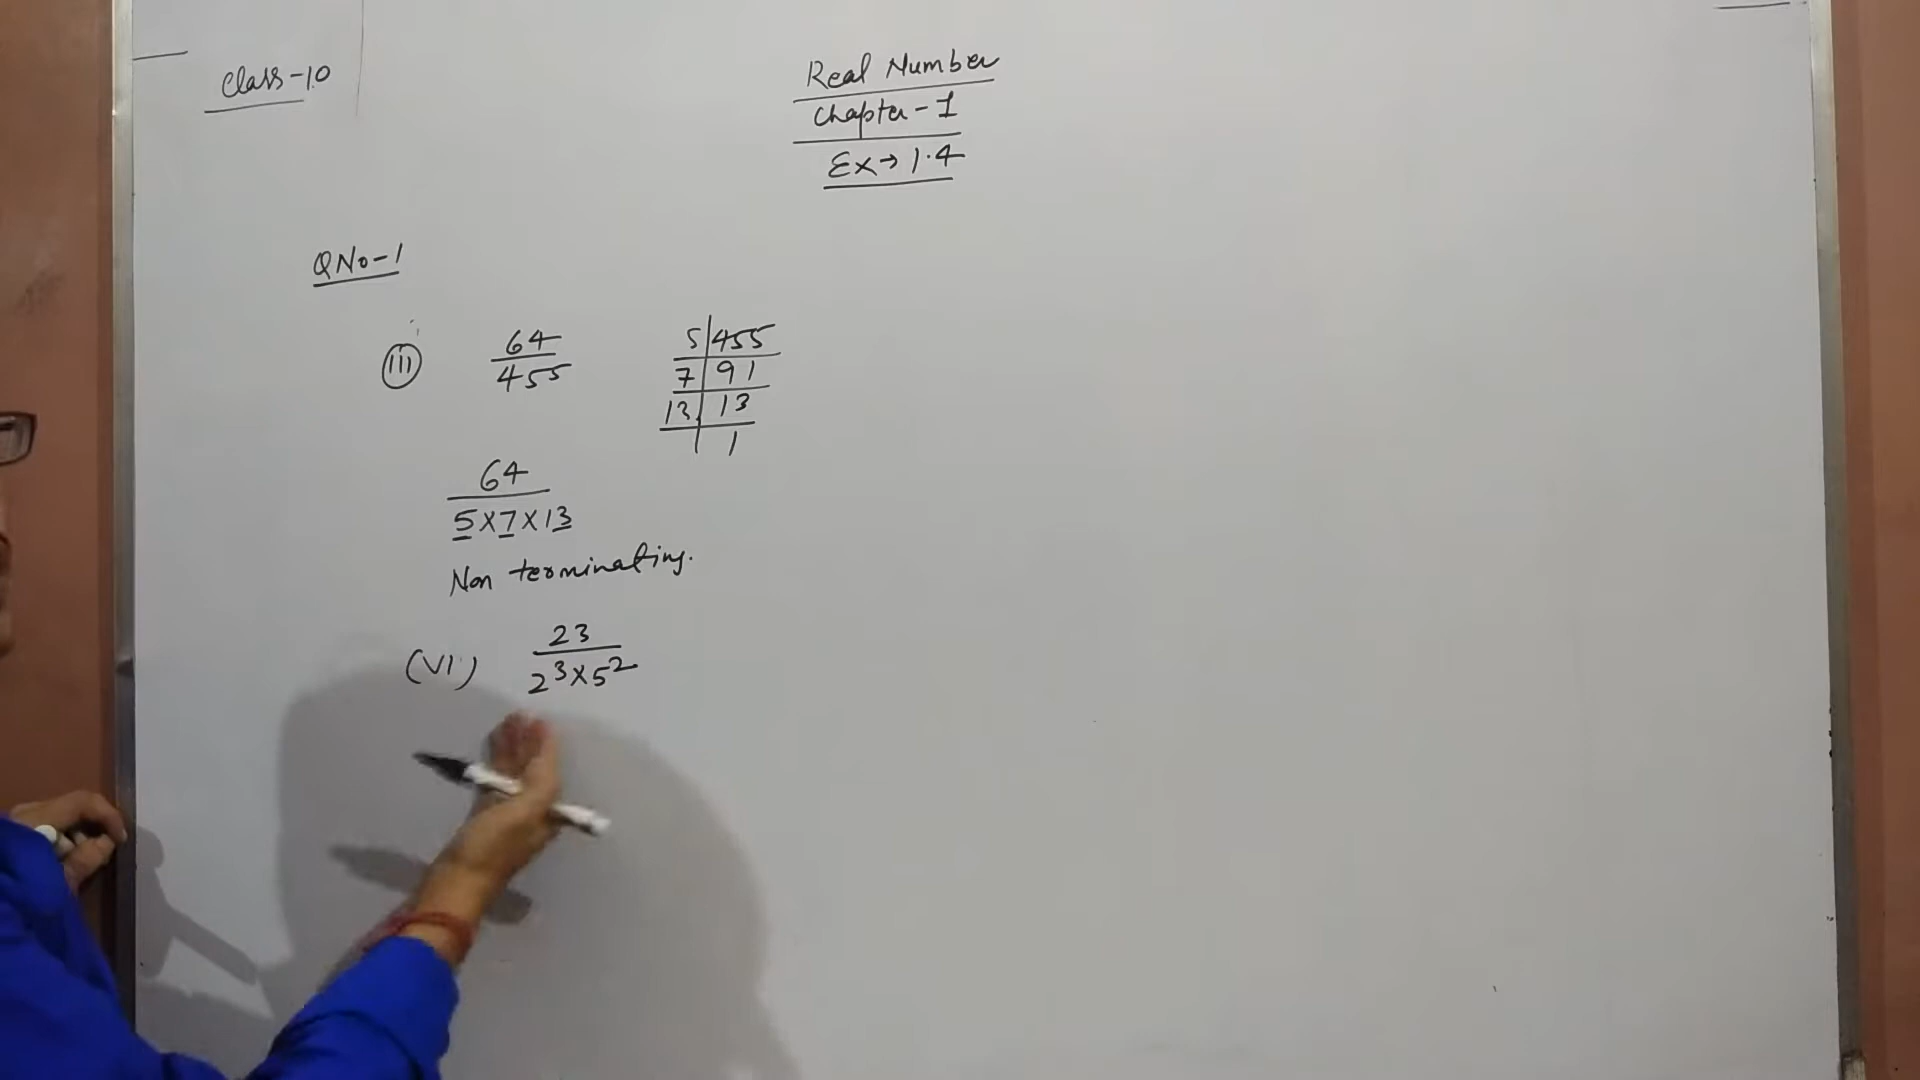 Class-10
Real Number
Chapter-1
Ex→1.4
QNo-1
(iii) 64/455
5|455
7|91
13|13
|1
64/5×7×13
Non terminating.
(VI) 23/2³×5²